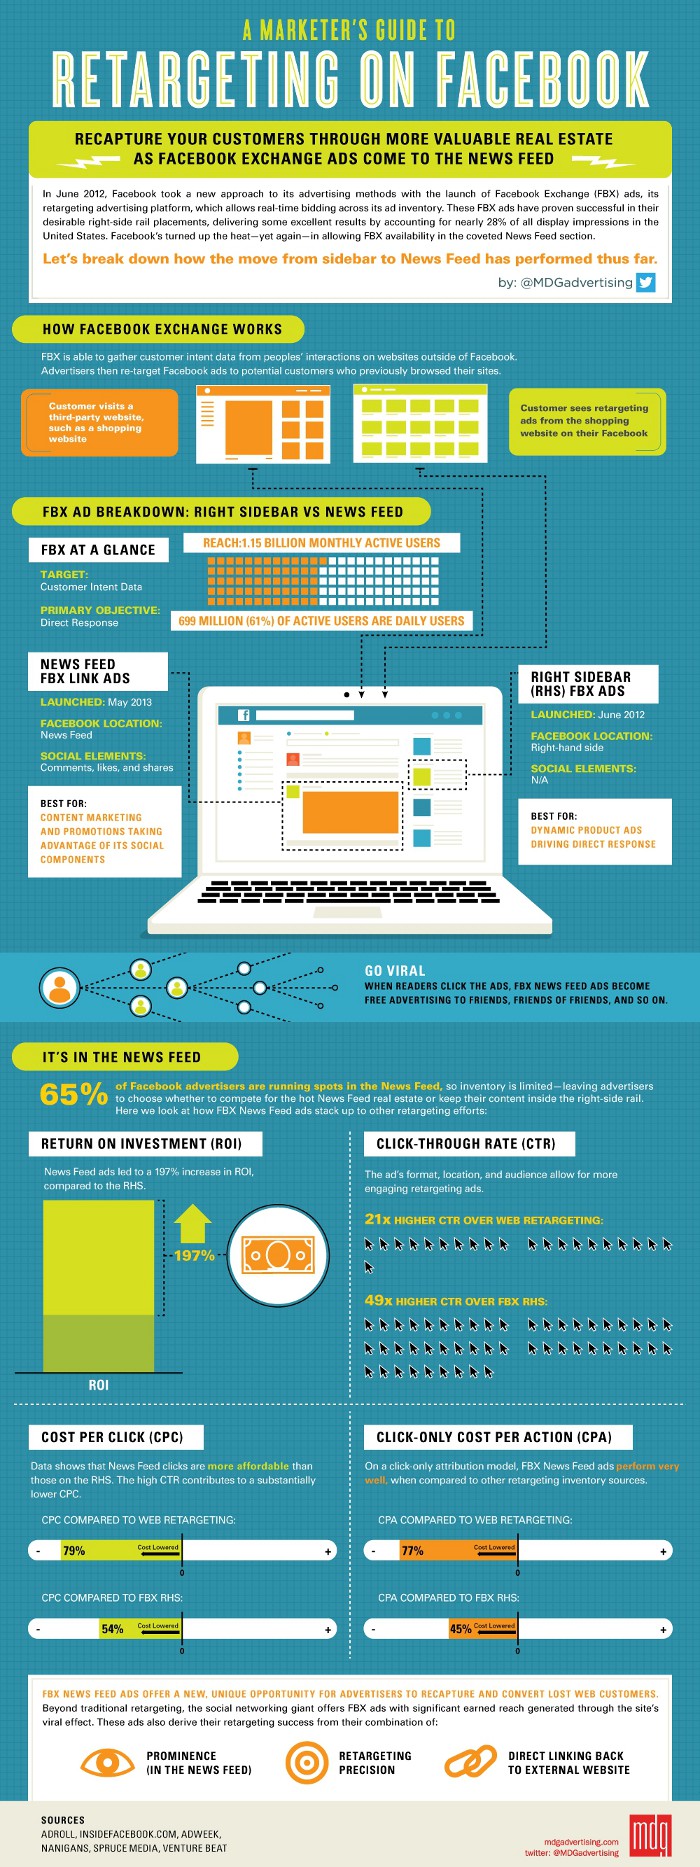 A MARKETER'S GUIDE TO
RETARGETING ON FACEBOOK
RECAPTURE YOUR CUSTOMERS THROUGH MORE VALUABLE REAL ESTATE
AS FACEBOOK EXCHANGE ADS COME TO THE NEWS FEED
In June 2012, Facebook took a new approach to its advertising methods with the launch of Facebook Exchange (FBX) ads, its
retargeting advertising platform, which allows real-time bidding across its ad inventory. These FBX ads have proven successful in their
desirable right-side rail placements, delivering some excellent results by accounting for nearly 28% of all display impressions in the
United States. Facebook's turned up the heat—yet again—in allowing FBX availability in the coveted News Feed section.
Let's break down how the move from sidebar to News Feed has performed thus far.
by: @MDGadvertising
HOW FACEBOOK EXCHANGE WORKS
FBX is able to gather customer intent data from peoples' interactions on websites outside of Facebook.
Advertisers then re-target Facebook ads to potential customers who previously browsed their sites.
Customer visits a
third-party website,
such as a shopping
website
Customer sees retargeting
ads from the shopping
website on their Facebook
FBX AD BREAKDOWN: RIGHT SIDEBAR VS NEWS FEED
FBX AT A GLANCE
TARGET:
Customer Intent Data
PRIMARY OBJECTIVE:
Direct Response
REACH:1.15 BILLION MONTHLY ACTIVE USERS
699 MILLION (61%) OF ACTIVE USERS ARE DAILY USERS
NEWS FEED
FBX LINK ADS
LAUNCHED: May 2013
FACEBOOK LOCATION:
News Feed
SOCIAL ELEMENTS:
Comments, likes, and shares
BEST FOR:
CONTENT MARKETING
AND PROMOTIONS TAKING
ADVANTAGE OF ITS SOCIAL
COMPONENTS
f
RIGHT SIDEBAR
(RHS) FBX ADS
LAUNCHED: June 2012
FACEBOOK LOCATION:
Right-hand side
SOCIAL ELEMENTS:
N/A
BEST FOR:
DYNAMIC PRODUCT ADS
DRIVING DIRECT RESPONSE
GO VIRAL
WHEN READERS CLICK THE ADS, FBX NEWS FEED ADS BECOME
FREE ADVERTISING TO FRIENDS, FRIENDS OF FRIENDS, AND SO ON.
IT'S IN THE NEWS FEED
65% of Facebook advertisers are running spots in the News Feed, so inventory is limited—leaving advertisers
to choose whether to compete for the hot News Feed real estate or keep their content inside the right-side rail.
Here we look at how FBX News Feed ads stack up to other retargeting efforts:
RETURN ON INVESTMENT (ROI)
News Feed ads led to a 197% increase in ROI,
compared to the RHS.
197%
ROI
CLICK-THROUGH RATE (CTR)
The ad's format, location, and audience allow for more
engaging retargeting ads.
21x HIGHER CTR OVER WEB RETARGETING:
49x HIGHER CTR OVER FBX RHS:
COST PER CLICK (CPC)
Data shows that News Feed clicks are more affordable than
those on the RHS. The high CTR contributes to a substantially
lower CPC.
CPC COMPARED TO WEB RETARGETING:
- 79% Cost Lowered +
0
CPC COMPARED TO FBX RHS:
- 54% Cost Lowered +
0
CLICK-ONLY COST PER ACTION (CPA)
On a click-only attribution model, FBX News Feed ads perform very
well, when compared to other retargeting inventory sources.
CPA COMPARED TO WEB RETARGETING:
- 77% Cost Lowered +
0
CPA COMPARED TO FBX RHS:
- 45% Cost Lowered +
0
FBX NEWS FEED ADS OFFER A NEW, UNIQUE OPPORTUNITY FOR ADVERTISERS TO RECAPTURE AND CONVERT LOST WEB CUSTOMERS.
Beyond traditional retargeting, the social networking giant offers FBX ads with significant earned reach generated through the site's
viral effect. These ads also derive their retargeting success from their combination of:
PROMINENCE
(IN THE NEWS FEED)
RETARGETING
PRECISION
DIRECT LINKING BACK
TO EXTERNAL WEBSITE
SOURCES
ADROLL, INSIDEFACEBOOK.COM, ADWEEK,
NANIGANS, SPRUCE MEDIA, VENTURE BEAT
mdgadvertising.com
twitter: @MDGadvertising
mdg